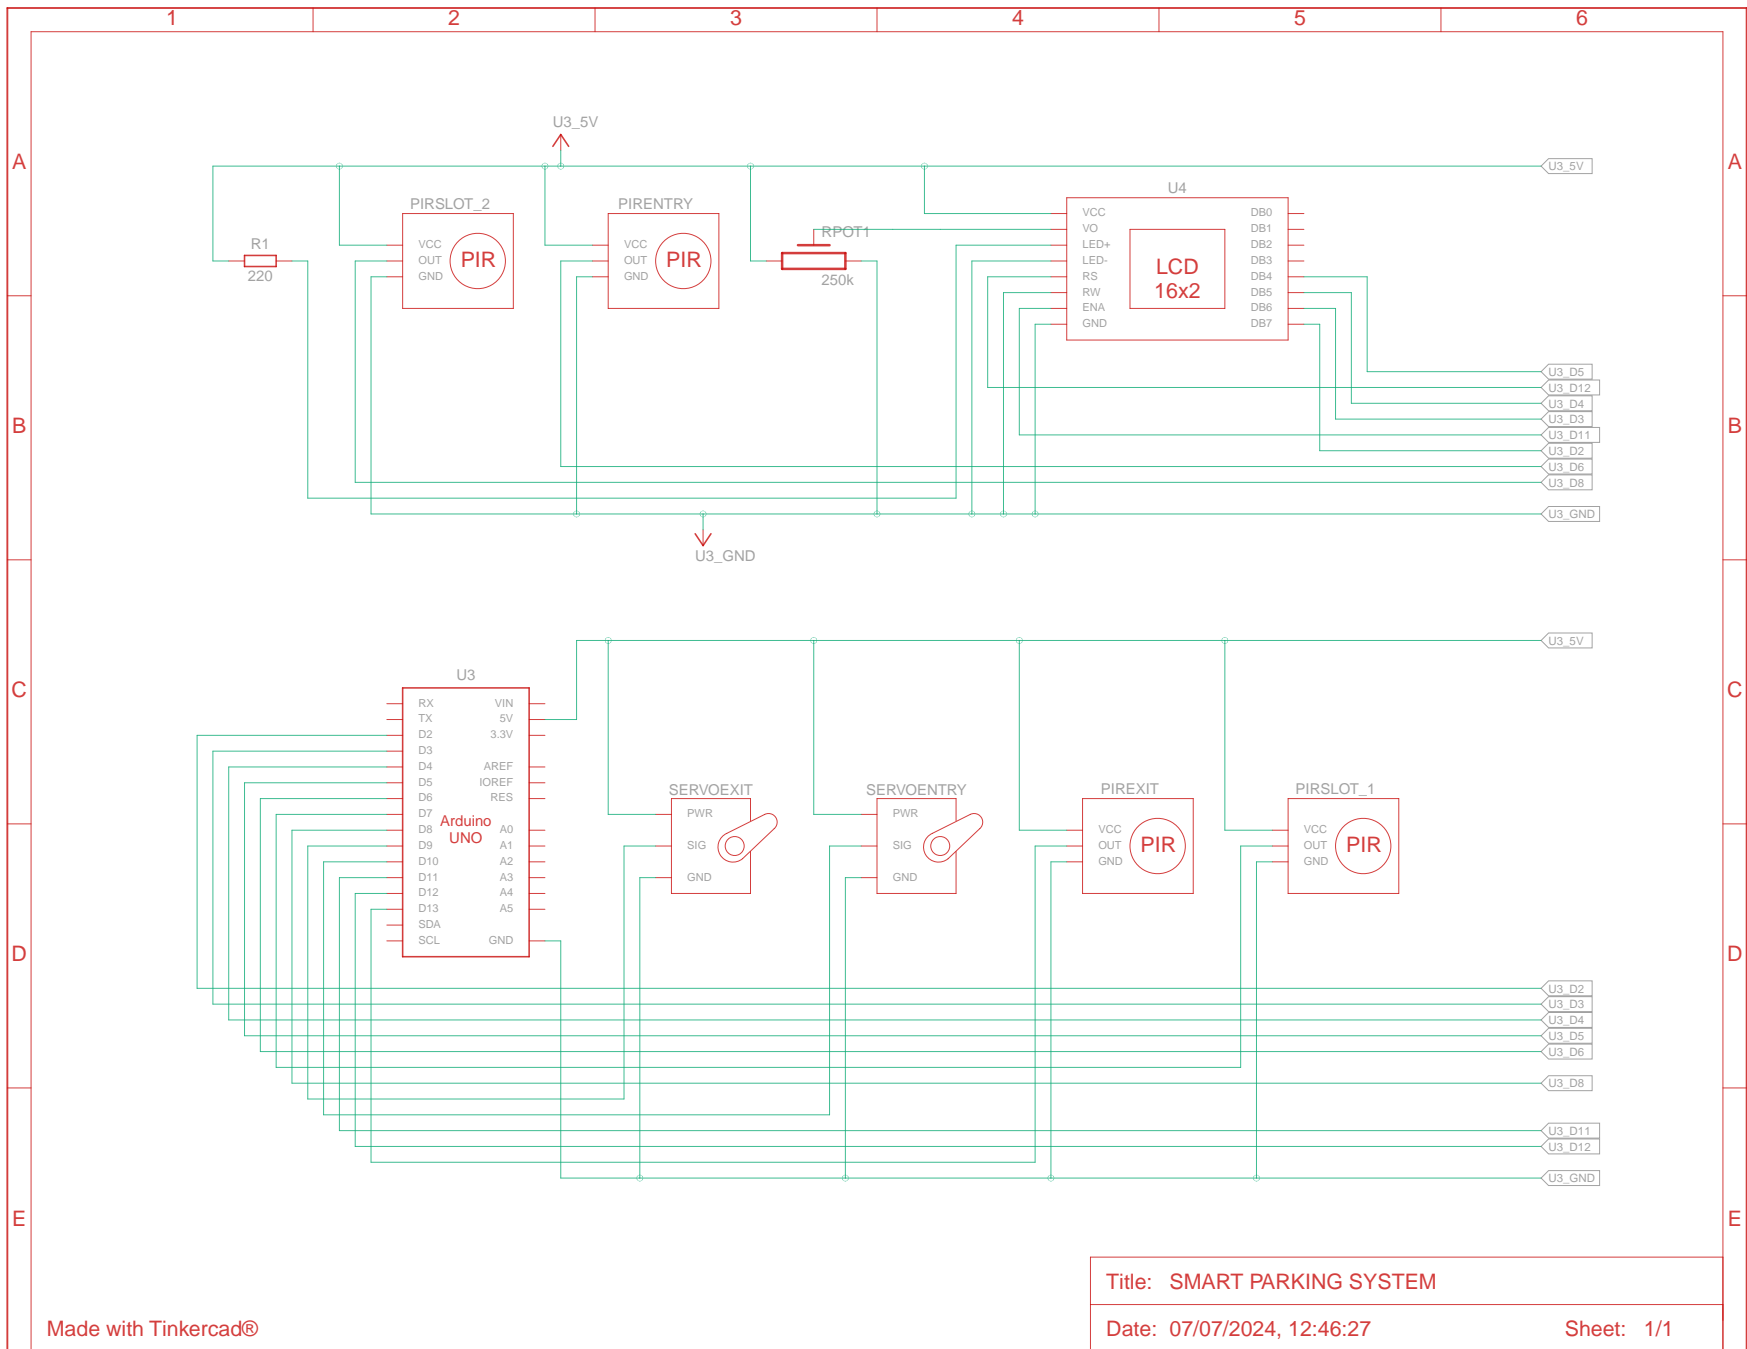 1 2 3 4 5 6
A A
U3_5V
U3_5V
PIRSLOT_2
VCC
OUT
GND
PIR
PIRENTRY
VCC
OUT
GND
PIR
R1
220
RPOT1
250k
U4
VCC
VO
LED+
LED-
RS
RW
ENA
GND
LCD
16x2
DB0
DB1
DB2
DB3
DB4
DB5
DB6
DB7
B B
U3_D5
U3_D12
U3_D4
U3_D3
U3_D11
U3_D2
U3_D6
U3_D8
U3_GND
U3_GND
C C
U3_5V
U3
RX
TX
D2
D3
D4
D5
D6
D7
D8
D9
D10
D11
D12
D13
SDA
SCL
Arduino
UNO
VIN
5V
3.3V
AREF
IOREF
RES
A0
A1
A2
A3
A4
A5
GND
SERVOEXIT
PWR
SIG
GND
SERVOENTRY
PWR
SIG
GND
PIREXIT
VCC
OUT
GND
PIR
PIRSLOT_1
VCC
OUT
GND
PIR
D D
U3_D2
U3_D3
U3_D4
U3_D5
U3_D6
U3_D8
U3_D11
U3_D12
U3_GND
E E
Title: SMART PARKING SYSTEM
Made with Tinkercad®
Date: 07/07/2024, 12:46:27 Sheet: 1/1